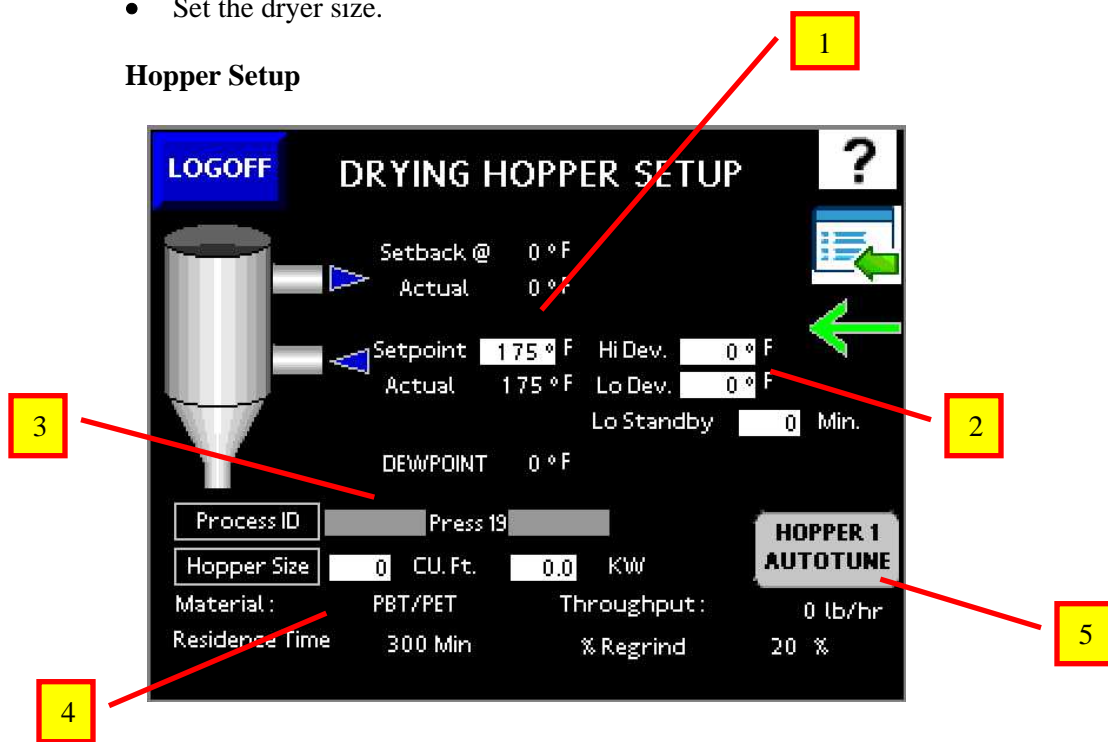 • Set the dryer size.
1
Hopper Setup
LOGOFF DRYING HOPPER SETUP ?
Setback @ 0 °F
Actual 0 °F
Setpoint 175 ° F Hi Dev. 0 ° F
Actual 175 °F Lo Dev. 0 ° F
3
Lo Standby 0 Min.
2
DEWPOINT 0 °F
Process ID Press 19
HOPPER 1
AUTOTUNE
Hopper Size 0 CU. Ft. 0.0 KW
Material : PBT/PET Throughput : 0 lb/hr
5
Residence Time 300 Min % Regrind 20 %
4